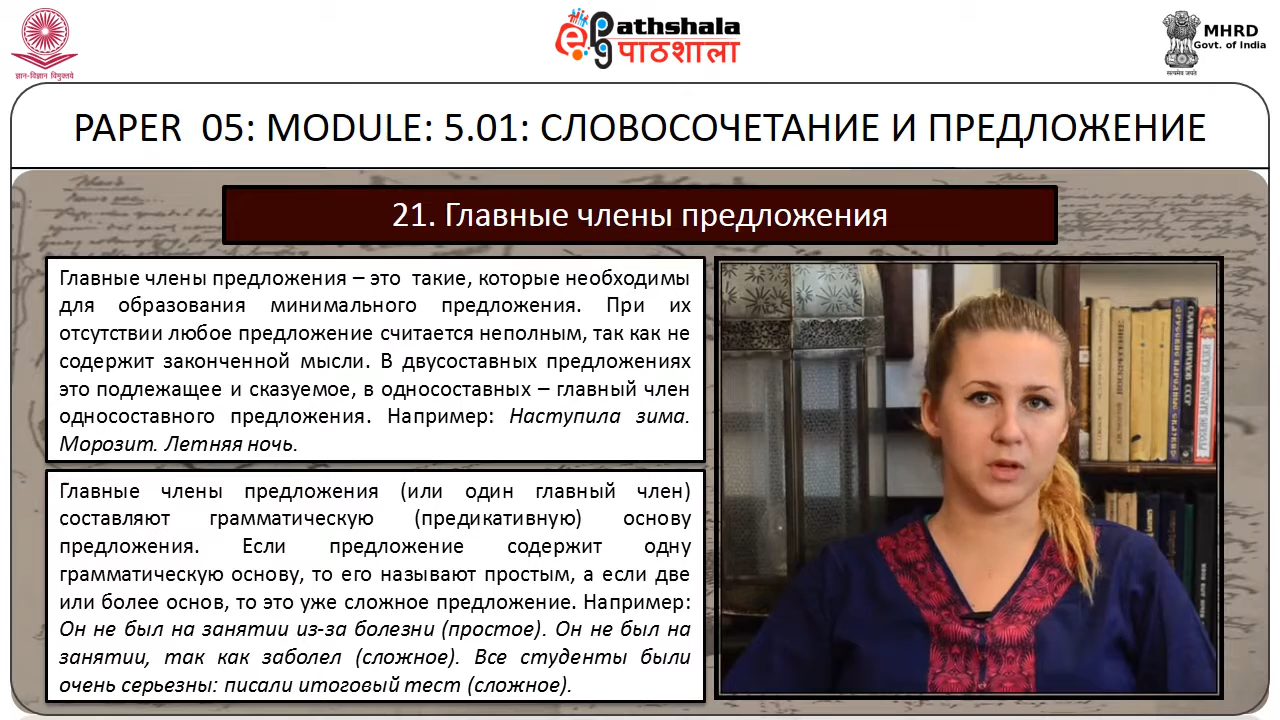 ज्ञान-विज्ञान विमुक्तये
ePg Pathshala
पाठशाला
MHRD
Govt. of India
सत्यमेव जयते
PAPER 05: MODULE: 5.01: СЛОВОСОЧЕТАНИЕ И ПРЕДЛОЖЕНИЕ
21. Главные члены предложения
Главные члены предложения – это такие, которые необходимы
для образования минимального предложения. При их
отсутствии любое предложение считается неполным, так как не
содержит законченной мысли. В двусоставных предложениях
это подлежащее и сказуемое, в односоставных – главный член
односоставного предложения. Например: Наступила зима.
Морозит. Летняя ночь.
Главные члены предложения (или один главный член)
составляют грамматическую (предикативную) основу
предложения. Если предложение содержит одну
грамматическую основу, то его называют простым, а если две
или более основ, то это уже сложное предложение. Например:
Он не был на занятии из-за болезни (простое). Он не был на
занятии, так как заболел (сложное). Все студенты были
очень серьезны: писали итоговый тест (сложное).